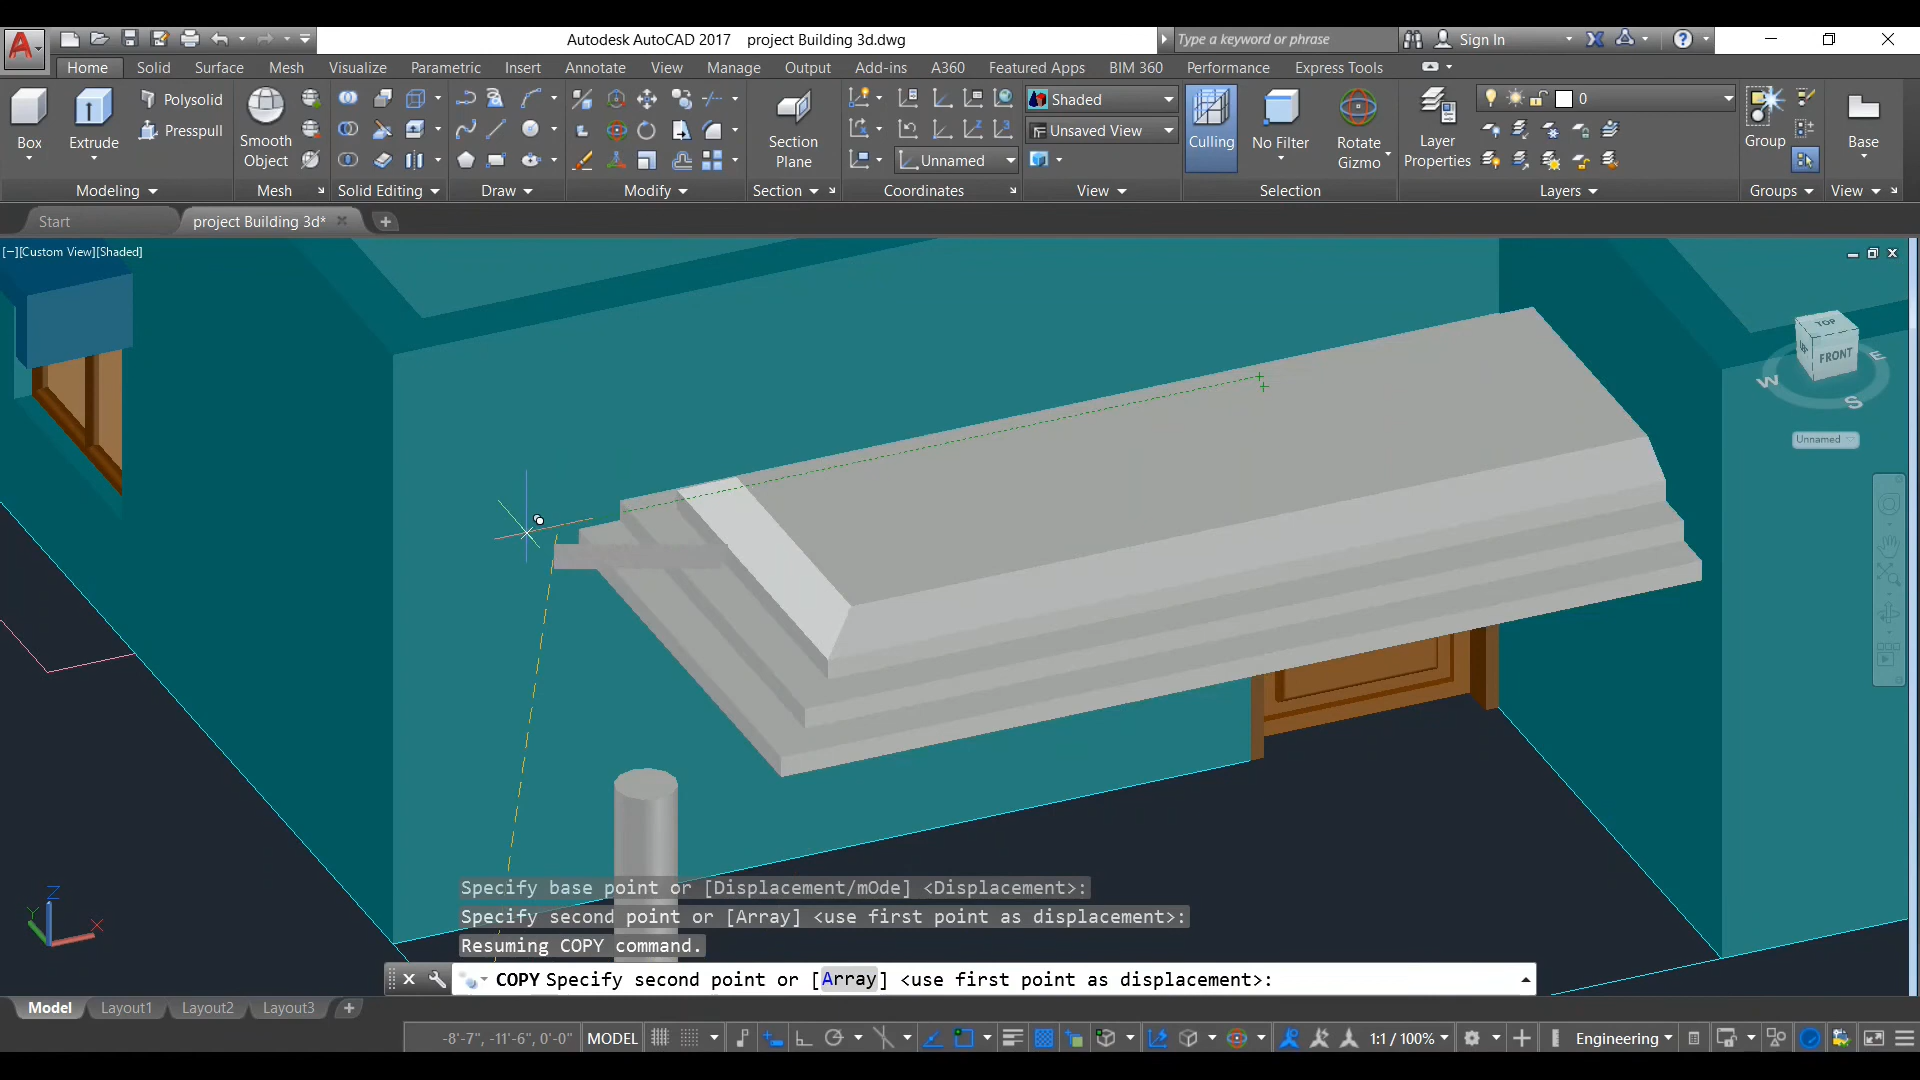 Autodesk AutoCAD 2017 project Building 3d.dwg
Type a keyword or phrase
Sign In
Home Solid Surface Mesh Visualize Parametric Insert Annotate View Manage Output Add-ins A360 Featured Apps BIM 360 Performance Express Tools
Box
Extrude
Polysolid
Presspull
Modeling
Smooth
Object
Mesh
Solid Editing
Draw
Modify
Section
Plane
Section
Unnamed
Coordinates
Shaded
Unsaved View
View
Culling
No Filter
Rotate
Gizmo
Selection
Layer
Properties
0
Layers
Group
Groups
Base
View
Start
project Building 3d*
[−][Custom View][Shaded]
TOP
FRONT
W
S
E
Unnamed
Z
Y
X
Specify base point or [Displacement/mOde] <Displacement>:
Specify second point or [Array] <use first point as displacement>:
Resuming COPY command.
COPY Specify second point or [Array] <use first point as displacement>:
Model Layout1 Layout2 Layout3
-8'-7", -11'-6", 0'-0"
MODEL
1:1 / 100%
Engineering